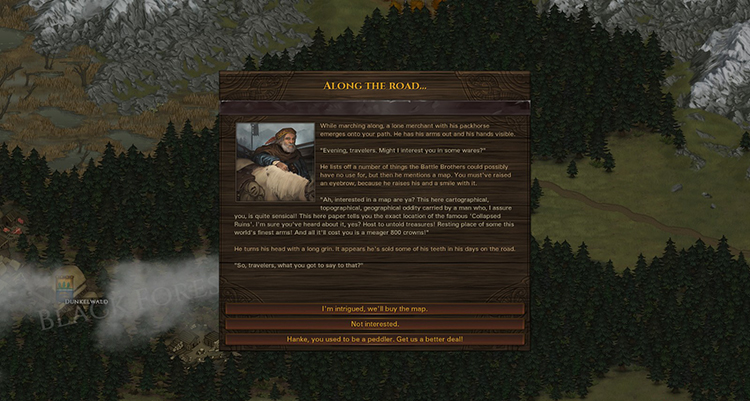 ALONG THE ROAD...
While marching along, a lone merchant with his packhorse
emerges onto your path. He has his arms out and his hands visible.
"Evening, travelers. Might I interest you in some wares?"
He lists off a number of things the Battle Brothers could possibly
have no use for, but then he mentions a map. You must've raised
an eyebrow, because he raises his and a smile with it.
"Ah, interested in a map are ya? This here cartographical,
topographical, geographical oddity carried by a man who, I assure
you, is quite sensical! This here paper tells you the exact location of the famous 'Collapsed
Ruins'. I'm sure you've heard about it, yes? Host to untold treasures! Resting place of some this
world's finest arms! And all it'll cost you is a meager 800 crowns!"
He turns his head with a long grin. It appears he's sold some of his teeth in his days on the road.
"So, travelers, what you got to say to that?"
DUNKELWALD
I'm intrigued, we'll buy the map.
Not interested.
Hanke, you used to be a peddler. Get us a better deal!